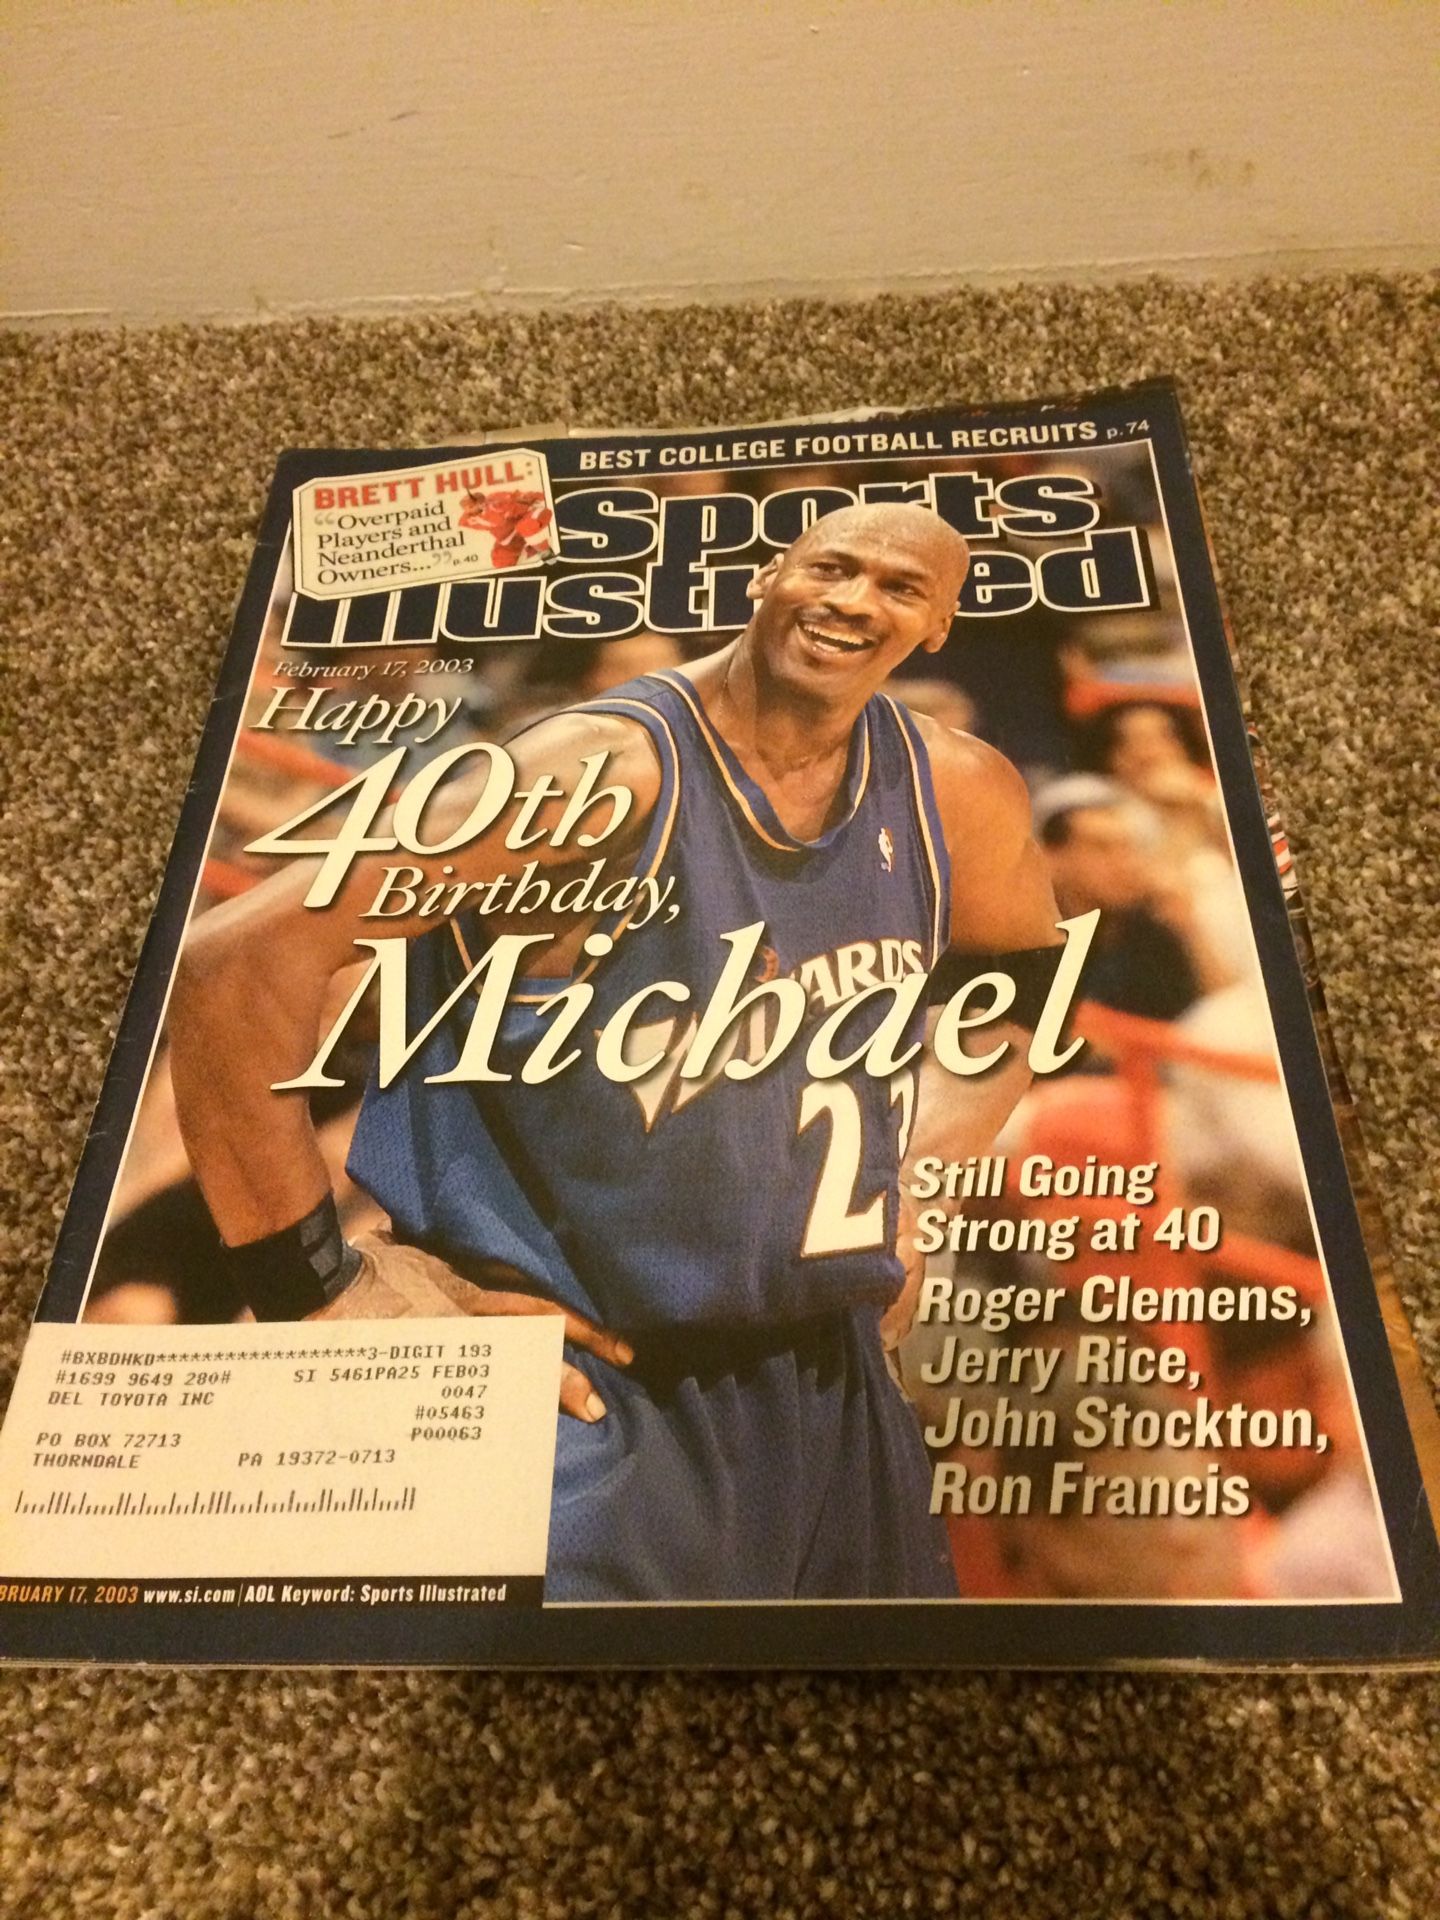 BEST COLLEGE FOOTBALL RECRUITS p.74
BRETT HULL:
“Overpaid
Players and
Neanderthal
Owners...” p.40
Sports
Illustrated
February 17, 2003
Happy
40th
Birthday,
Michael
ARDS
2
Still Going
Strong at 40
Roger Clemens,
Jerry Rice,
John Stockton,
Ron Francis
#BXBDHKD******************3-DIGIT 193
#1699 9649 280# SI 5461PA25 FEB03
DEL TOYOTA INC 0047
#05463
PO BOX 72713 P00063
THORNDALE PA 19372-0713
BRUARY 17, 2003 www.si.com | AOL Keyword: Sports Illustrated